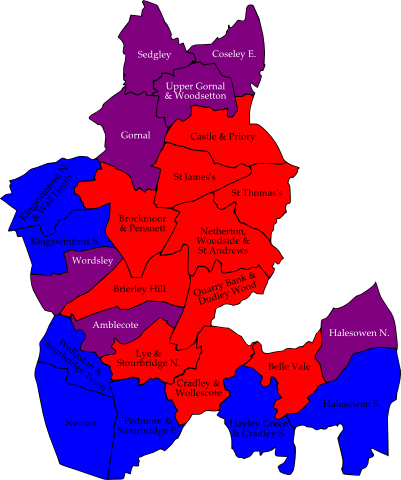 Sedgley
Coseley E.
Upper Gornal
& Woodsetton
Gornal
Castle & Priory
St James's
St Thomas's
Kingswinford N.
& Wall Heath
Brockmoor
& Pensnett
Netherton,
Woodside &
St Andrews
Kingswinford S.
Wordsley
Quarry Bank &
Dudley Wood
Brierley Hill
Amblecote
Halesowen N.
Wollaston &
Stourbridge Town
Lye &
Stourbridge N.
Belle Vale
Cradley &
Wollescote
Halesowen S.
Norton
Pedmore &
Stourbridge E.
Hayley Green
& Cradley S.